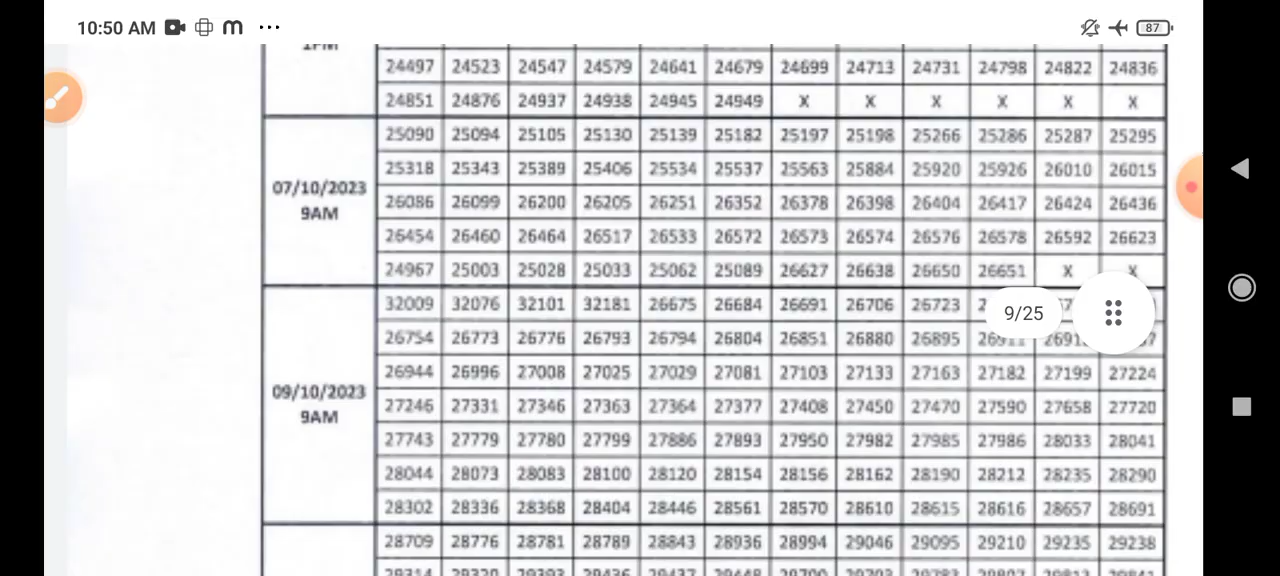 10:50 AM m ... 87
24497 24523 24547 24579 24641 24679 24699 24713 24731 24798 24822 24836
24851 24876 24937 24938 24945 24949 X X X X X X
07/10/2023
9AM
25090 25094 25105 25130 25139 25182 25197 25198 25266 25286 25287 25295
25318 25343 25389 25406 25534 25537 25563 25884 25920 25926 26010 26015
26086 26099 26200 26205 26251 26352 26378 26398 26404 26417 26424 26436
26454 26460 26464 26517 26533 26572 26573 26574 26576 26578 26592 26623
24967 25003 25028 25033 25062 25089 26627 26638 26650 26651 X X
09/10/2023
9AM
32009 32076 32101 32181 26675 26684 26691 26706 26723
9/25
26754 26773 26776 26793 26794 26804 26851 26880 26895
26944 26996 27008 27025 27029 27081 27103 27133 27163 27182 27199 27224
27246 27331 27346 27363 27364 27377 27408 27450 27470 27590 27658 27720
27743 27779 27780 27799 27886 27893 27950 27982 27985 27986 28033 28041
28044 28073 28083 28100 28120 28154 28156 28162 28190 28212 28235 28290
28302 28336 28368 28404 28446 28561 28570 28610 28615 28616 28657 28691
28709 28776 28781 28789 28843 28936 28994 29046 29095 29210 29235 29238